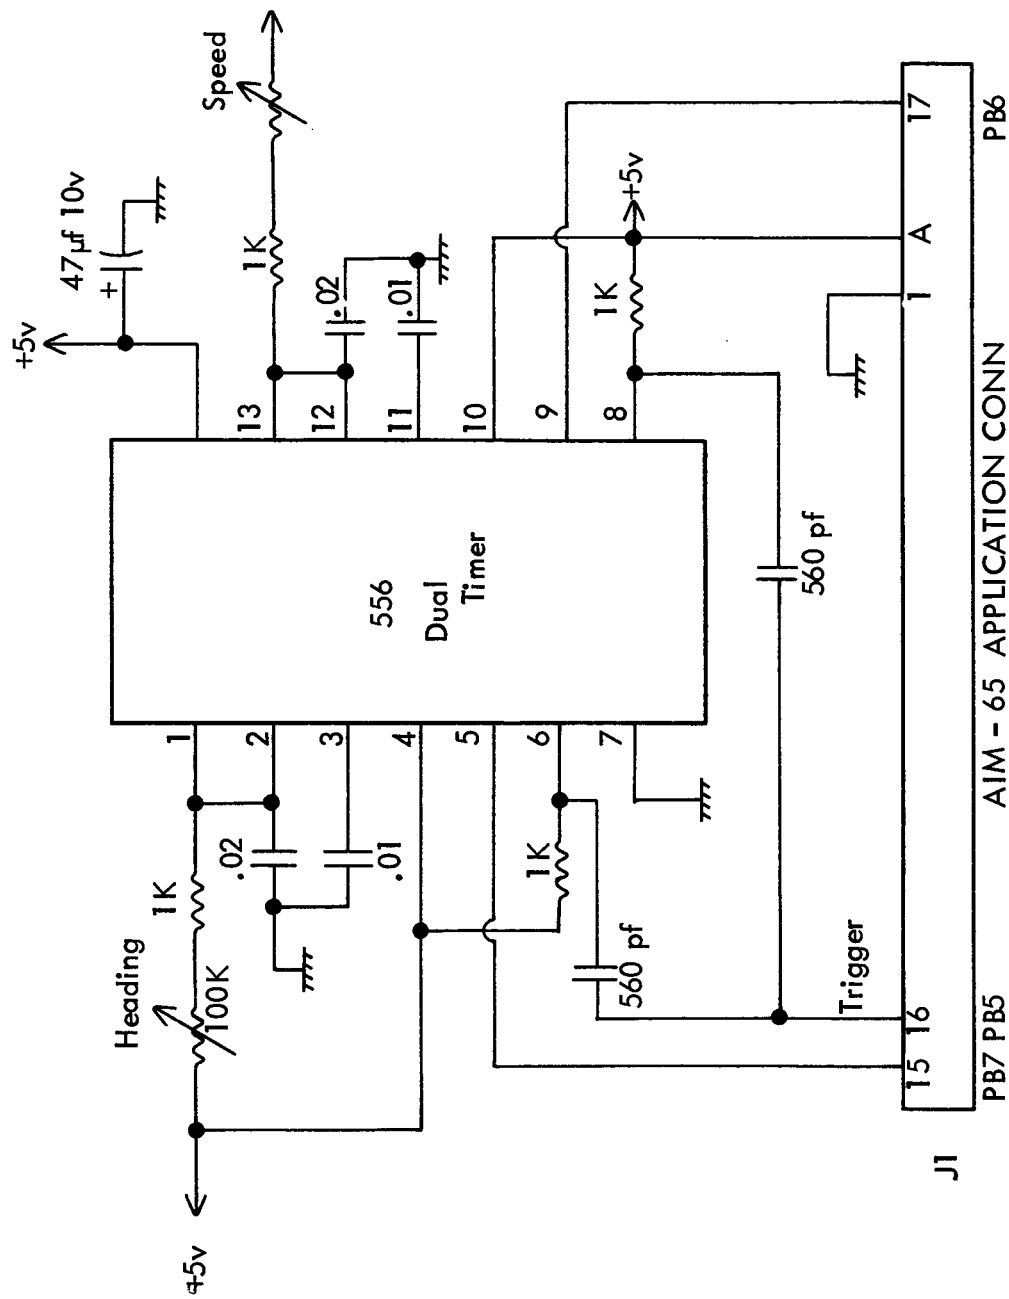 +5v
47 µf 10v
+
Speed
Heading
1K
1K
+5v
100K
.02
1
2
3
4
5
6
7
13
12
11
10
9
8
.02
.01
.01
556
Dual
Timer
1K
1K
+5v
560 pf
560 pf
Trigger
15 16 1 A 17
PB7 PB5 AIM - 65 APPLICATION CONN PB6
J1